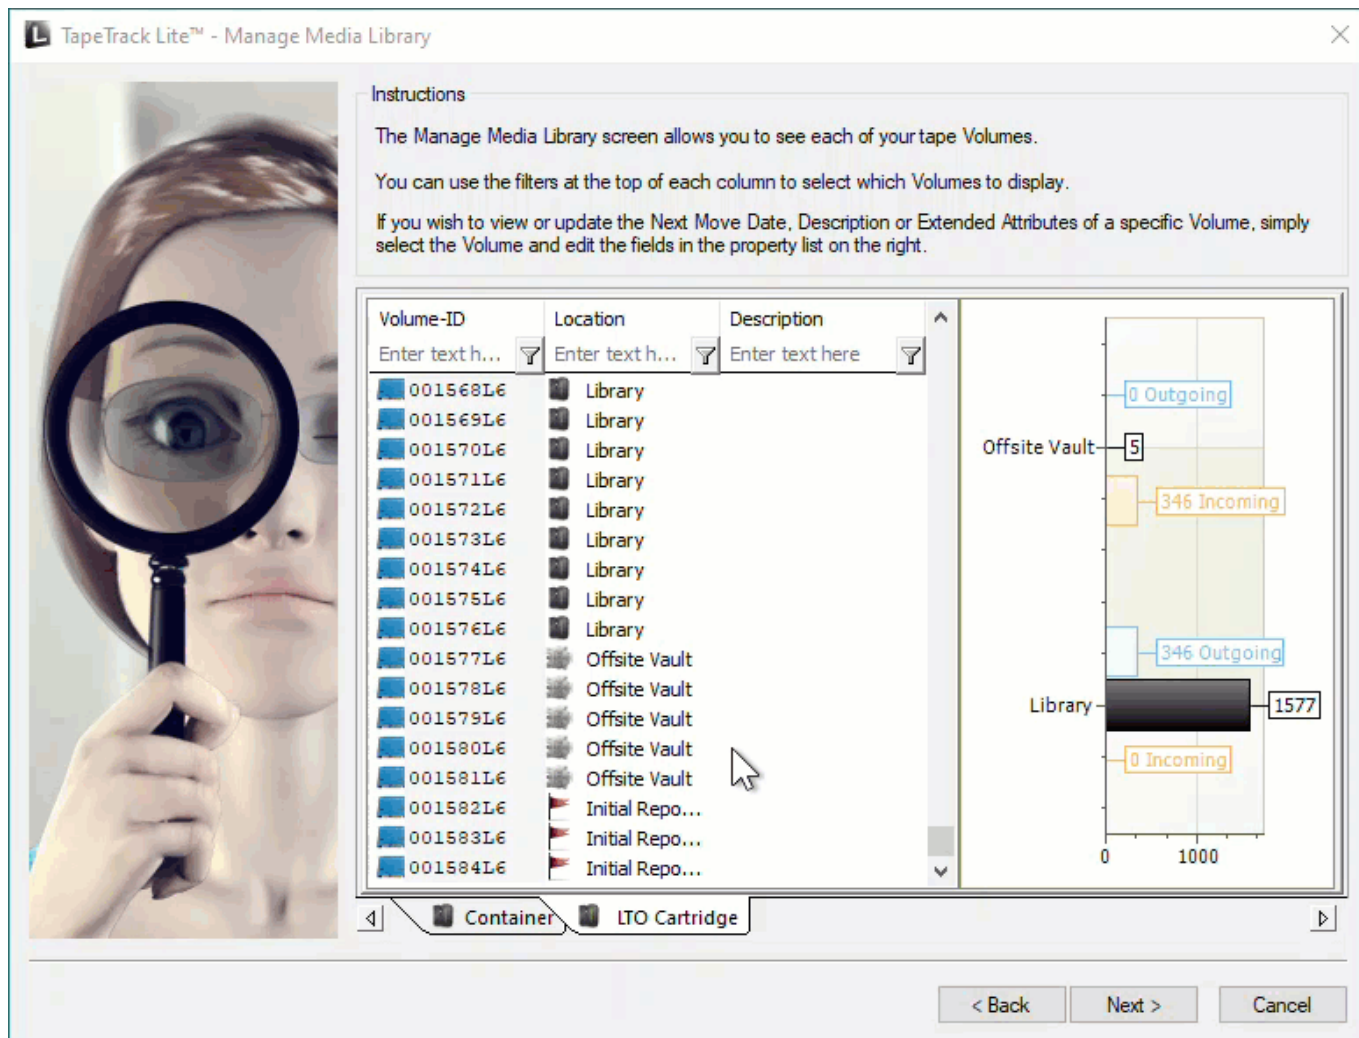 TapeTrack Lite™ - Manage Media Library
Instructions
The Manage Media Library screen allows you to see each of your tape Volumes.
You can use the filters at the top of each column to select which Volumes to display.
If you wish to view or update the Next Move Date, Description or Extended Attributes of a specific Volume, simply
select the Volume and edit the fields in the property list on the right.
Volume-ID Location Description
Enter text h... Enter text h... Enter text here
001568L6 Library
001569L6 Library
001570L6 Library
001571L6 Library
001572L6 Library
001573L6 Library
001574L6 Library
001575L6 Library
001576L6 Library
001577L6 Offsite Vault
001578L6 Offsite Vault
001579L6 Offsite Vault
001580L6 Offsite Vault
001581L6 Offsite Vault
001582L6 Initial Repo...
001583L6 Initial Repo...
001584L6 Initial Repo...
0 Outgoing
Offsite Vault 5
346 Incoming
346 Outgoing
Library 1577
0 Incoming
0 1000
Container LTO Cartridge
< Back Next > Cancel